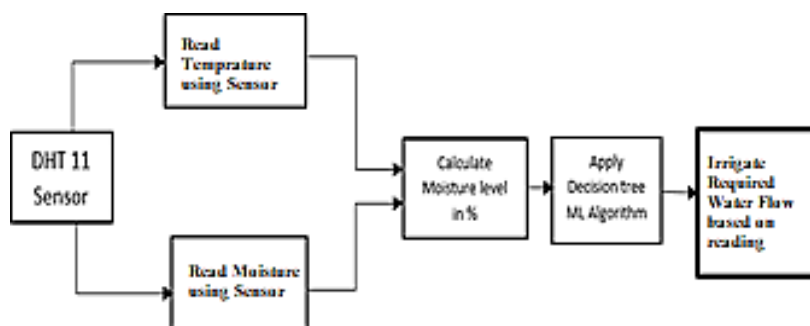 Read
Temprature
using Sensor
DHT 11
Sensor
Read Moisture
using Sensor
Calculate
Moisture level
in %
Apply
Decision tree
ML Algorithm
Irrigate
Required
Water Flow
based on
reading